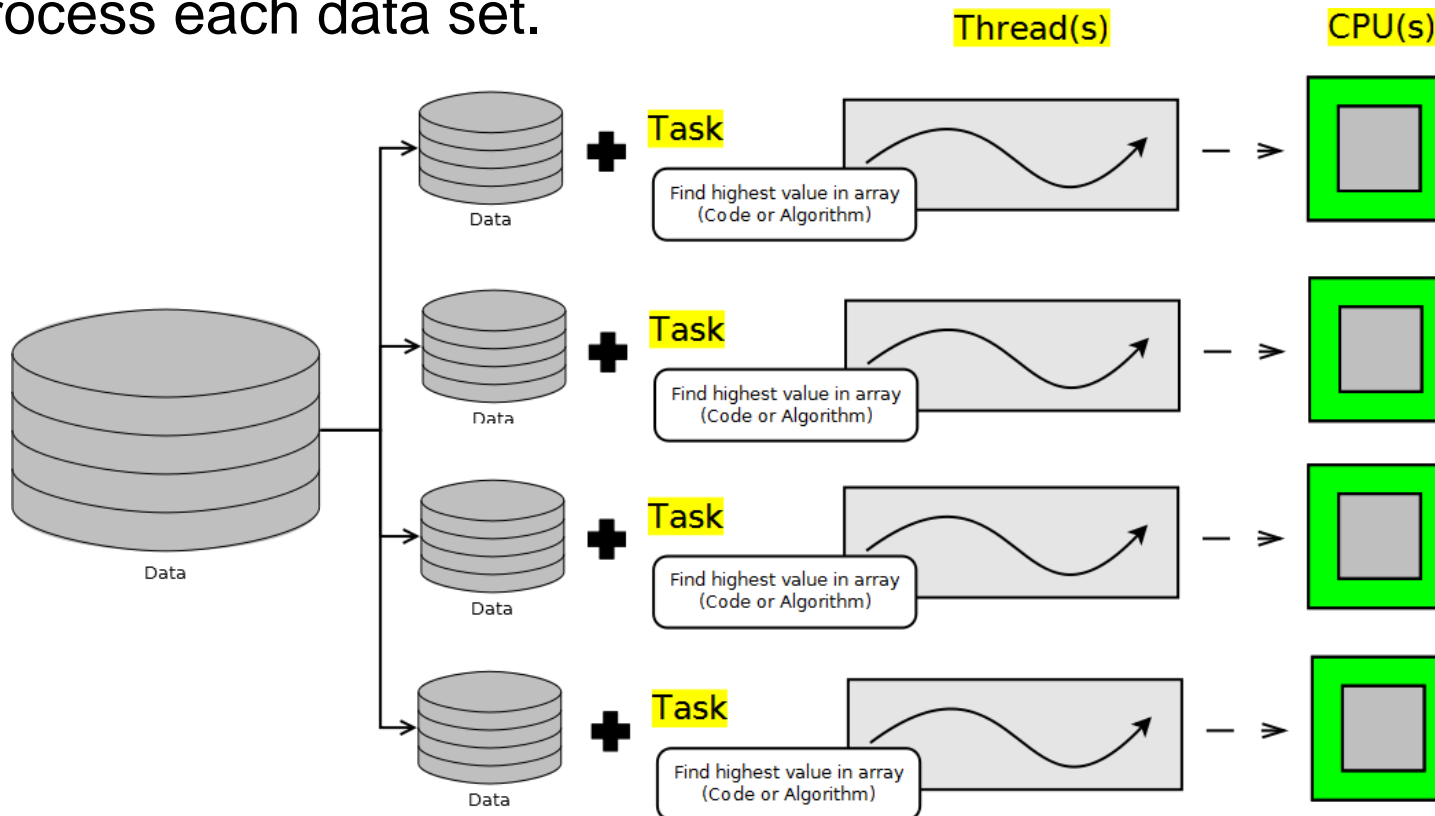 rocess each data set.
Thread(s)
CPU(s)
Task
Find highest value in array
(Code or Algorithm)
Data
Task
Find highest value in array
(Code or Algorithm)
Data
Data
Task
Find highest value in array
(Code or Algorithm)
Data
Task
Find highest value in array
(Code or Algorithm)
Data